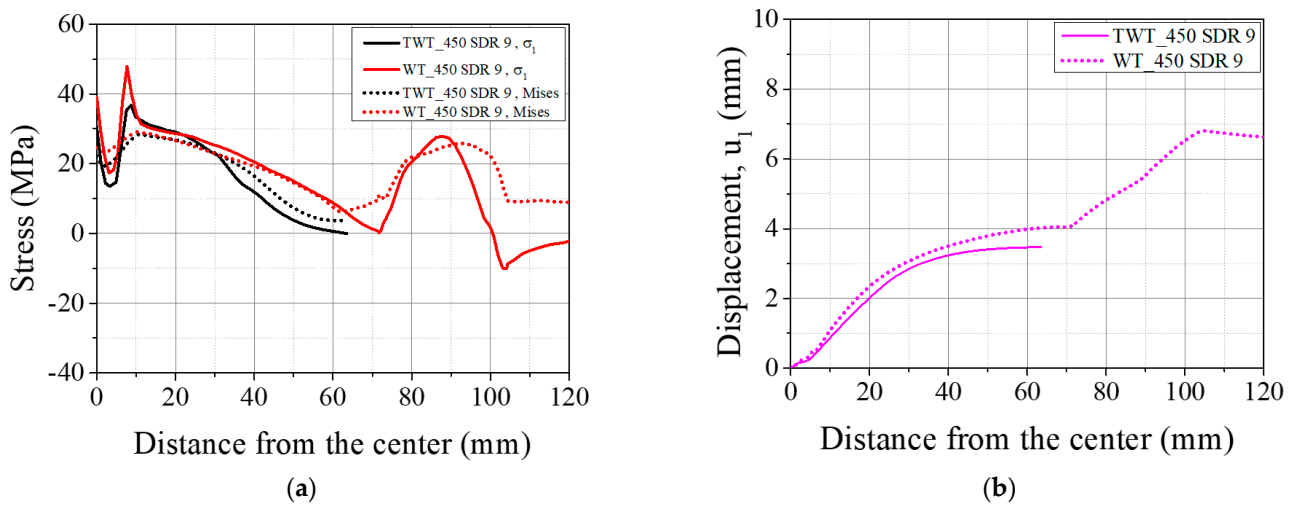 60
40
20
0
-20
-40
Stress (MPa)
TWT_450 SDR 9 , σ1
WT_450 SDR 9 , σ1
TWT_450 SDR 9 , Mises
WT_450 SDR 9 , Mises
0 20 40 60 80 100 120
Distance from the center (mm)
(a)
10
8
6
4
2
0
Displacement, u1 (mm)
TWT_450 SDR 9
WT_450 SDR 9
0 20 40 60 80 100 120
Distance from the center (mm)
(b)